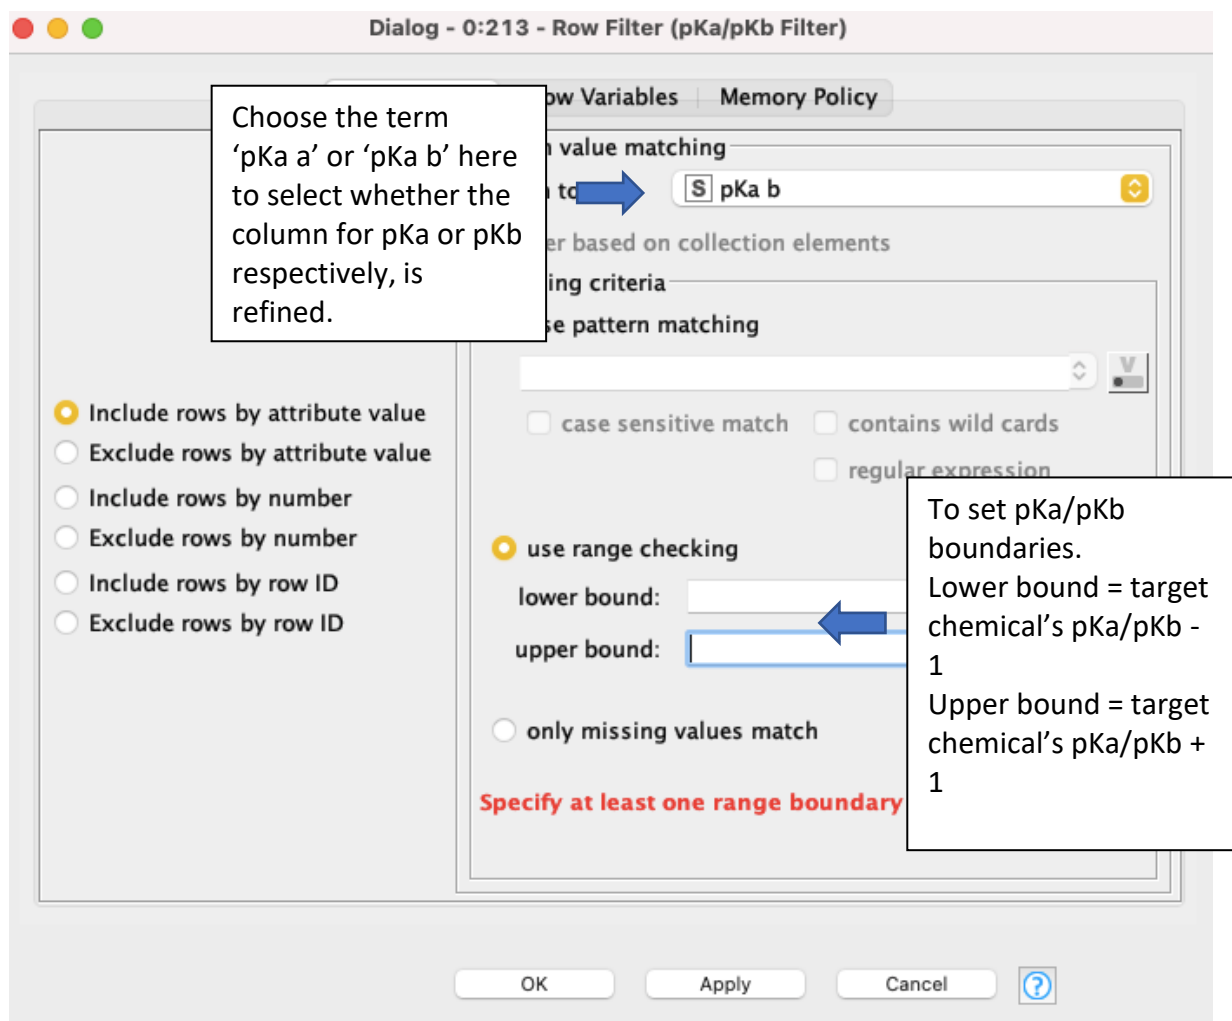 Dialog - 0:213 - Row Filter (pKa/pKb Filter)
ow Variables
Memory Policy
Choose the term
‘pKa a’ or ‘pKa b’ here
to select whether the
column for pKa or pKb
respectively, is
refined.
value matching
to
S pKa b
based on collection elements
ing criteria
se pattern matching
V
case sensitive match
contains wild cards
regular expression
Include rows by attribute value
Exclude rows by attribute value
Include rows by number
Exclude rows by number
Include rows by row ID
Exclude rows by row ID
use range checking
lower bound:
upper bound:
only missing values match
Specify at least one range boundary
To set pKa/pKb
boundaries.
Lower bound = target
chemical’s pKa/pKb -
1
Upper bound = target
chemical’s pKa/pKb +
1
OK
Apply
Cancel
?